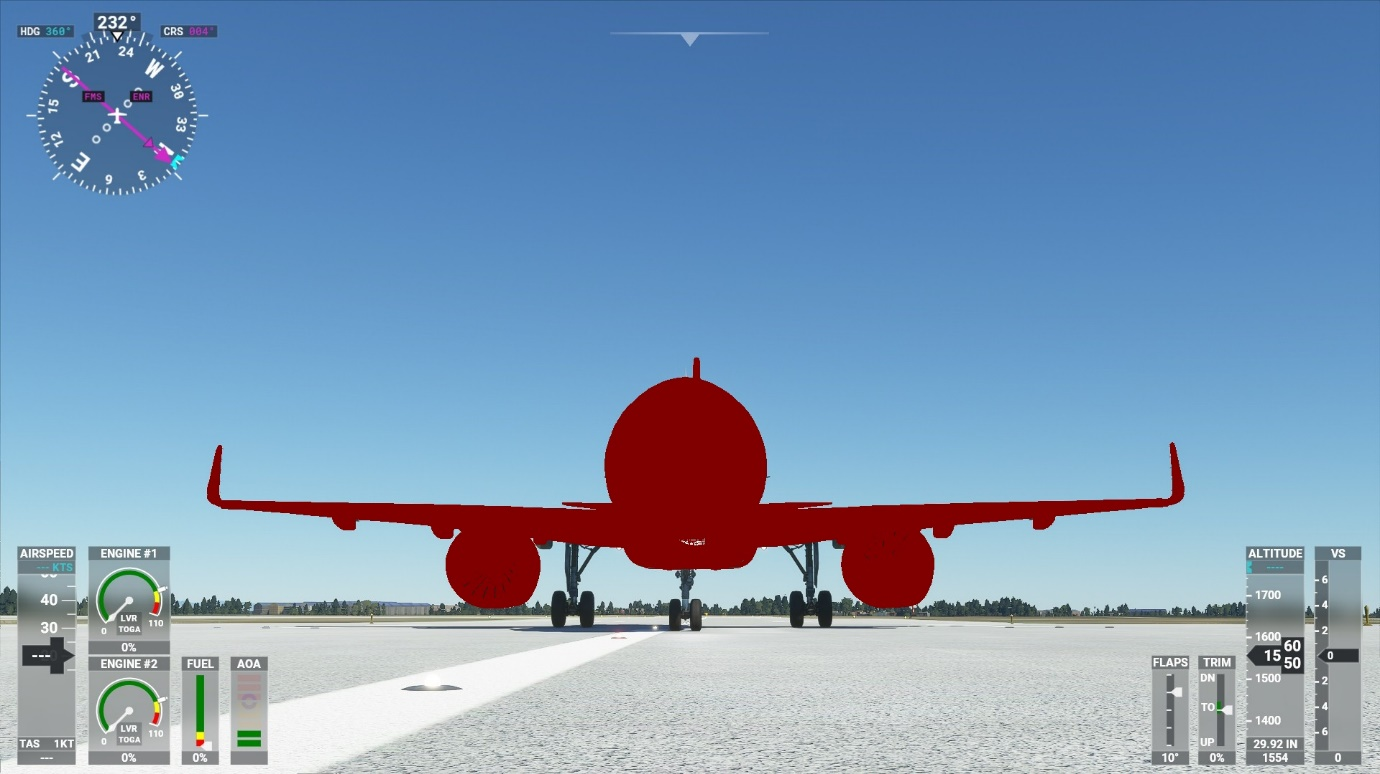 232°
HDG 360°
CRS 004°
21 24 W 30 33 N 3 6 E 12 15 S
FMS ENR
AIRSPEED
--- KTS
40
30
---
TAS 1KT
---
ENGINE #1
LVR
TOGA
0 110
0%
ENGINE #2
LVR
TOGA
0 110
0%
FUEL
0%
AOA
FLAPS
10°
TRIM
DN
TO
UP
0%
ALTITUDE
----
1700
1600
15 60
50
1500
1400
29.92 IN
1554
VS
6
4
2
0
2
4
6
0